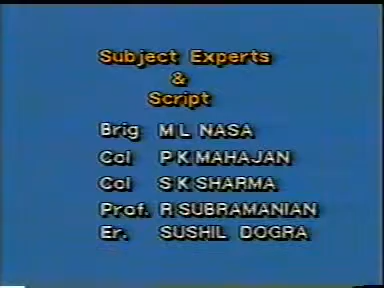 Subject Experts
&
Script
Brig M L NASA
Col P K MAHAJAN
Col S K SHARMA
Prof. R SUBRAMANIAN
Er. SUSHIL DOGRA